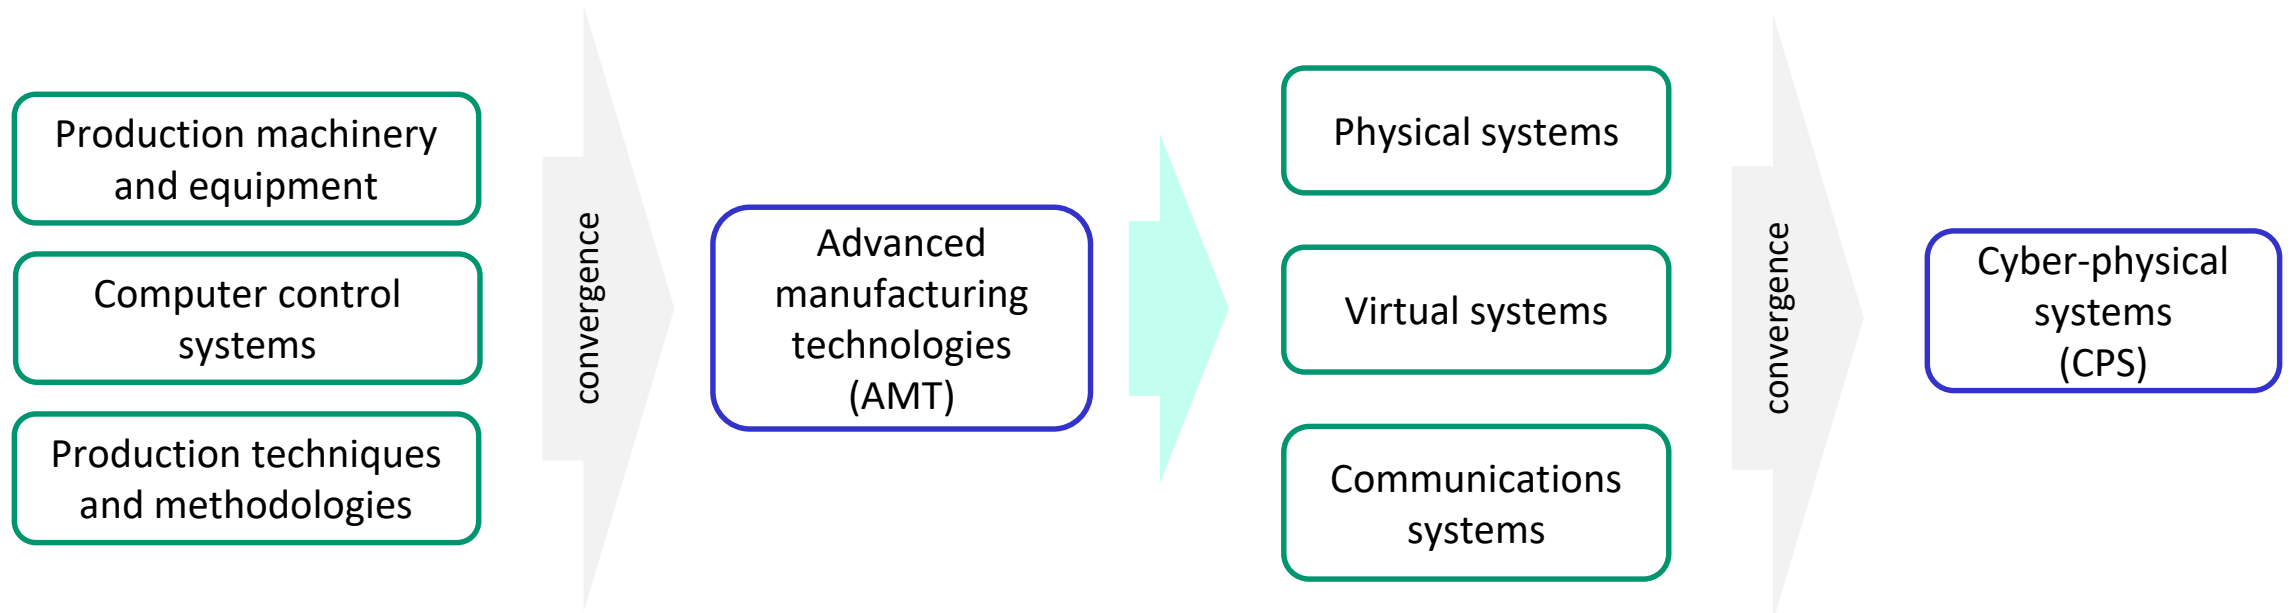 Production machinery
and equipment
Computer control
systems
Production techniques
and methodologies
convergence
Advanced
manufacturing
technologies
(AMT)
Physical systems
Virtual systems
Communications
systems
convergence
Cyber-physical
systems
(CPS)